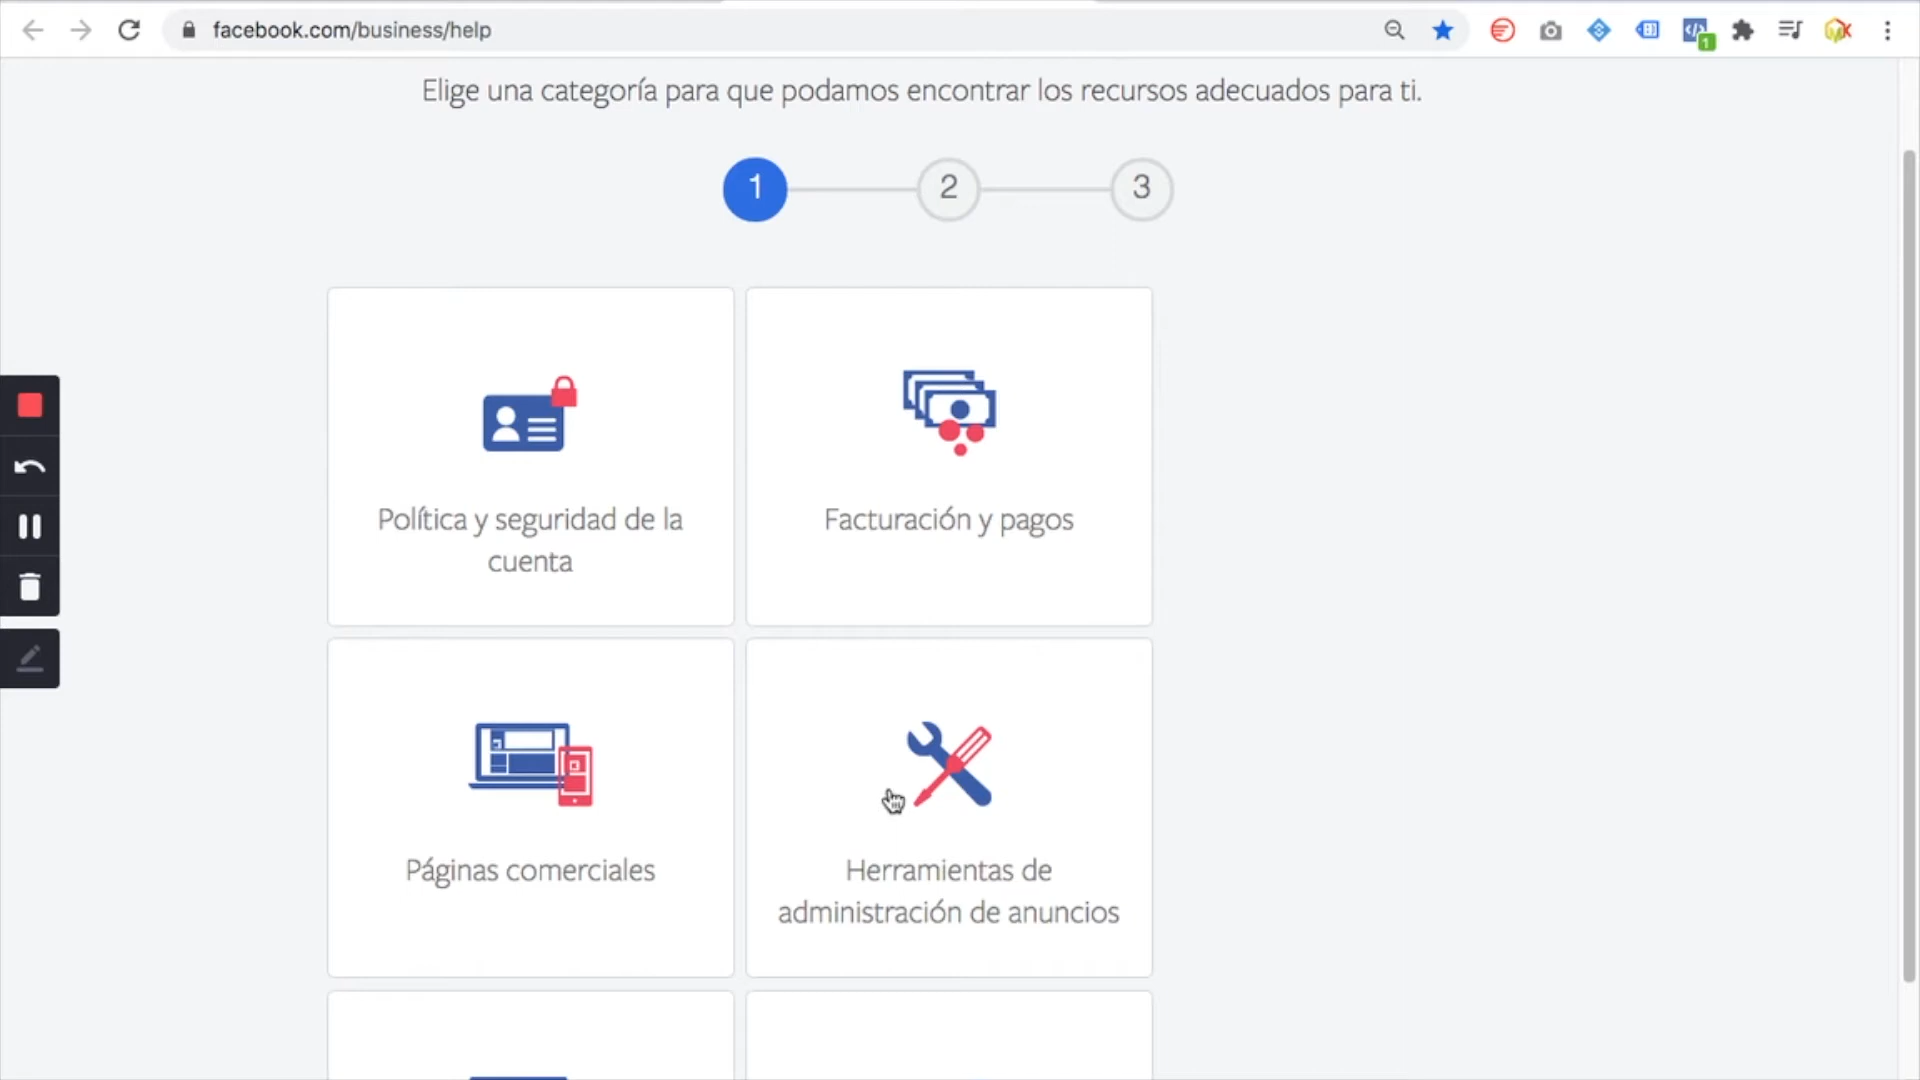 facebook.com/business/help
1
Elige una categoría para que podamos encontrar los recursos adecuados para ti.
1 2 3
Política y seguridad de la
cuenta
Facturación y pagos
Páginas comerciales
Herramientas de
administración de anuncios